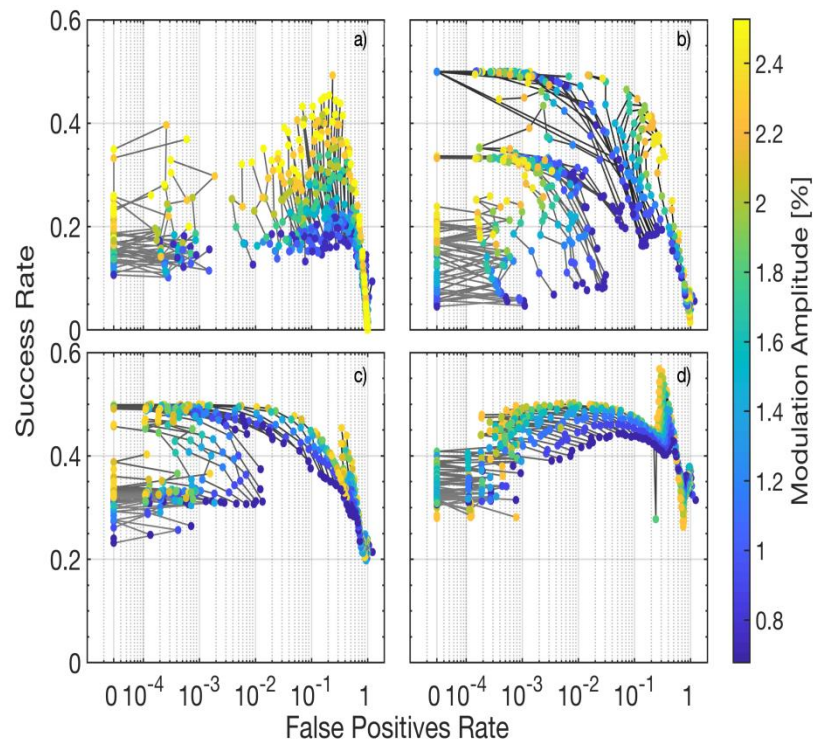 0.6
a)
b)
0.4
0.2
0
0.6
c)
d)
0.4
0.2
0
0 10⁻⁴ 10⁻³ 10⁻² 10⁻¹ 1
0 10⁻⁴ 10⁻³ 10⁻² 10⁻¹ 1
False Positives Rate
Success Rate
2.4
2.2
2
1.8
1.6
1.4
1.2
1
0.8
Modulation Amplitude [%]